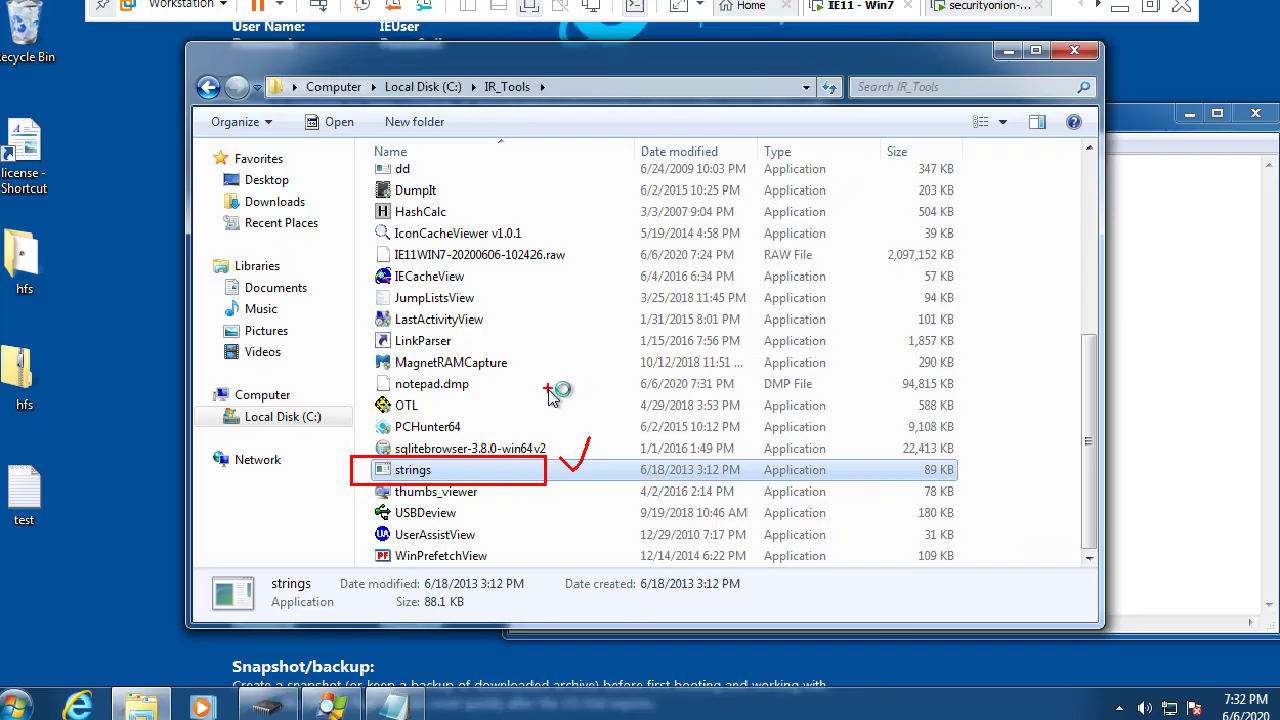 Workstation
Home
IE11 - Win7
securityonion-...
User Name:
IEUser
Recycle Bin
license -
Shortcut
hfs
hfs
test
Computer
Local Disk (C:)
IR_Tools
Search IR_Tools
Organize
Open
New folder
Favorites
Desktop
Downloads
Recent Places
Libraries
Documents
Music
Pictures
Videos
Computer
Local Disk (C:)
Network
Name Date modified Type Size
dd 6/24/2009 10:03 PM Application 347 KB
DumpIt 6/2/2015 10:25 PM Application 203 KB
HashCalc 3/3/2007 9:04 PM Application 504 KB
IconCacheViewer v1.0.1 5/19/2014 4:58 PM Application 39 KB
IE11WIN7-20200606-102426.raw 6/6/2020 7:24 PM RAW File 2,097,152 KB
IECacheView 6/4/2016 6:34 PM Application 57 KB
JumpListsView 3/25/2018 11:45 PM Application 94 KB
LastActivityView 1/31/2015 8:01 PM Application 101 KB
LinkParser 1/15/2016 7:56 PM Application 1,857 KB
MagnetRAMCapture 10/12/2018 11:51 ... Application 290 KB
notepad.dmp 6/6/2020 7:31 PM DMP File 94,815 KB
OTL 4/29/2018 3:53 PM Application 588 KB
PCHunter64 6/2/2015 10:12 PM Application 9,108 KB
sqlitebrowser-3.8.0-win64v2 1/1/2016 1:49 PM Application 22,413 KB
strings 6/18/2013 3:12 PM Application 89 KB
thumbs_viewer 4/2/2016 2:14 PM Application 78 KB
USBDeview 9/19/2018 10:46 AM Application 180 KB
UserAssistView 12/29/2010 7:17 PM Application 31 KB
WinPrefetchView 12/14/2014 6:22 PM Application 109 KB
strings Date modified: 6/18/2013 3:12 PM Date created: 6/18/2013 3:12 PM
Application Size: 88.1 KB
Snapshot/backup:
Create a snapshot (or keep a backup of downloaded archive) before first booting and working with
7:32 PM
6/6/2020